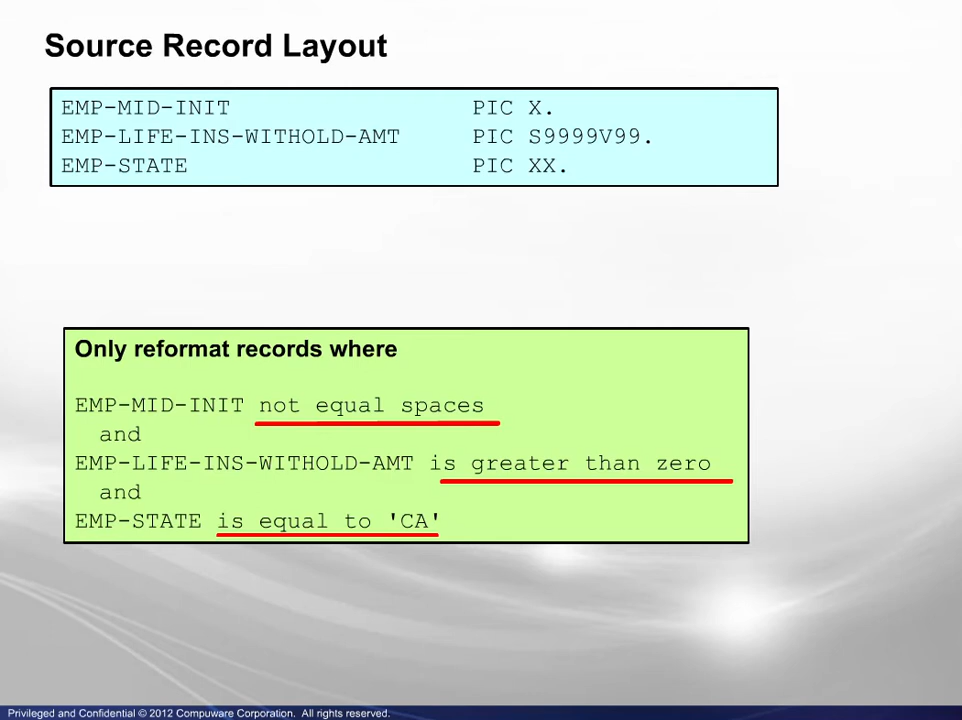 Source Record Layout
EMP-MID-INIT PIC X.
EMP-LIFE-INS-WITHOLD-AMT PIC S9999V99.
EMP-STATE PIC XX.
Only reformat records where
EMP-MID-INIT not equal spaces
and
EMP-LIFE-INS-WITHOLD-AMT is greater than zero
and
EMP-STATE is equal to 'CA'
Privileged and Confidential © 2012 Compuware Corporation. All rights reserved.